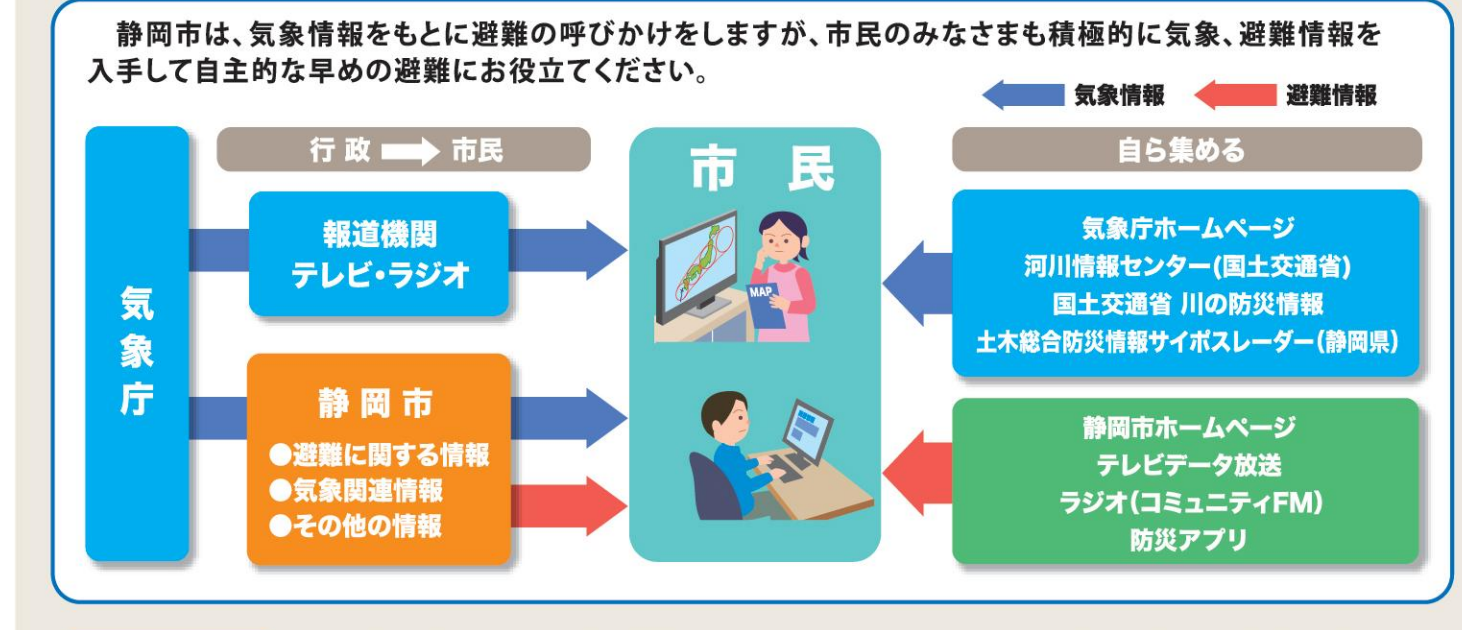 静岡市は、気象情報をもとに避難の呼びかけをしますが、市民のみなさまも積極的に気象、避難情報を
入手して自主的な早めの避難にお役立てください。
気象情報
避難情報
気象庁
行政
市民
報道機関
テレビ・ラジオ
静岡市
●避難に関する情報
●気象関連情報
●その他の情報
市民
MAP
自ら集める
気象庁ホームページ
河川情報センター(国土交通省)
国土交通省 川の防災情報
土木総合防災情報サイポスレーダー(静岡県)
静岡市ホームページ
テレビデータ放送
ラジオ(コミュニティFM)
防災アプリ